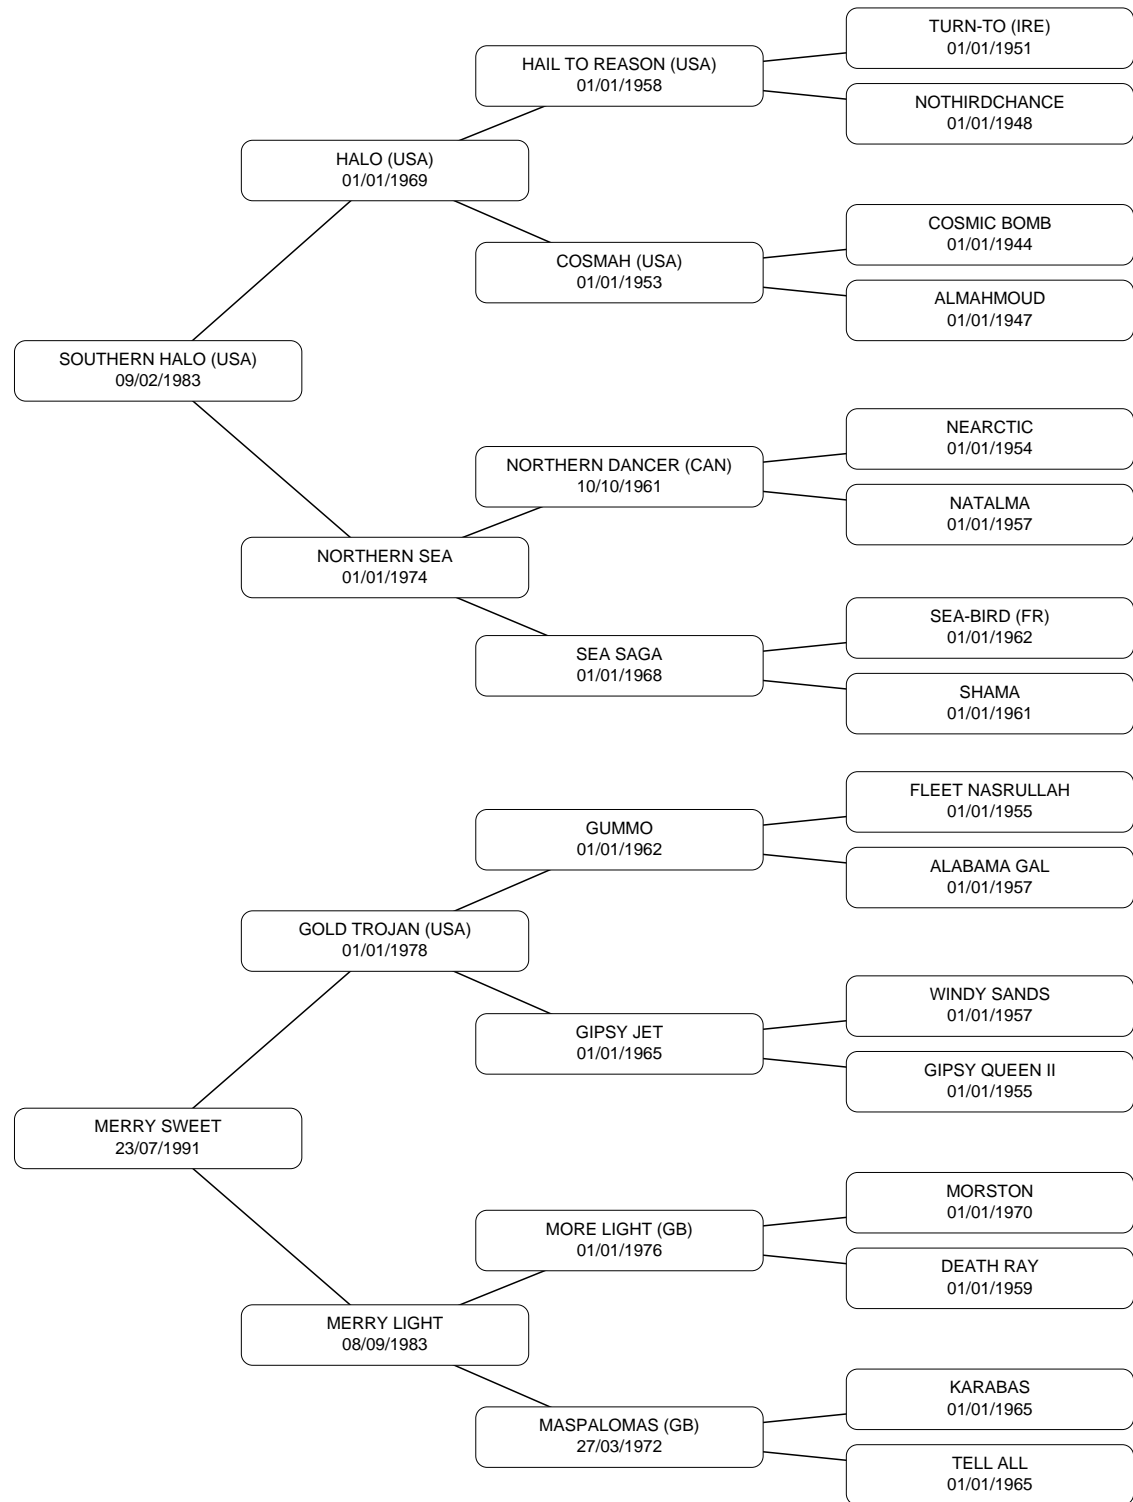 TURN-TO (IRE)
01/01/1951
HAIL TO REASON (USA)
01/01/1958
NOTHIRDCHANCE
01/01/1948
HALO (USA)
01/01/1969
COSMIC BOMB
01/01/1944
COSMAH (USA)
01/01/1953
ALMAHMOUD
01/01/1947
SOUTHERN HALO (USA)
09/02/1983
NEARCTIC
01/01/1954
NORTHERN DANCER (CAN)
10/10/1961
NATALMA
01/01/1957
NORTHERN SEA
01/01/1974
SEA-BIRD (FR)
01/01/1962
SEA SAGA
01/01/1968
SHAMA
01/01/1961
FLEET NASRULLAH
01/01/1955
GUMMO
01/01/1962
ALABAMA GAL
01/01/1957
GOLD TROJAN (USA)
01/01/1978
WINDY SANDS
01/01/1957
GIPSY JET
01/01/1965
GIPSY QUEEN II
01/01/1955
MERRY SWEET
23/07/1991
MORSTON
01/01/1970
MORE LIGHT (GB)
01/01/1976
DEATH RAY
01/01/1959
MERRY LIGHT
08/09/1983
KARABAS
01/01/1965
MASPALOMAS (GB)
27/03/1972
TELL ALL
01/01/1965